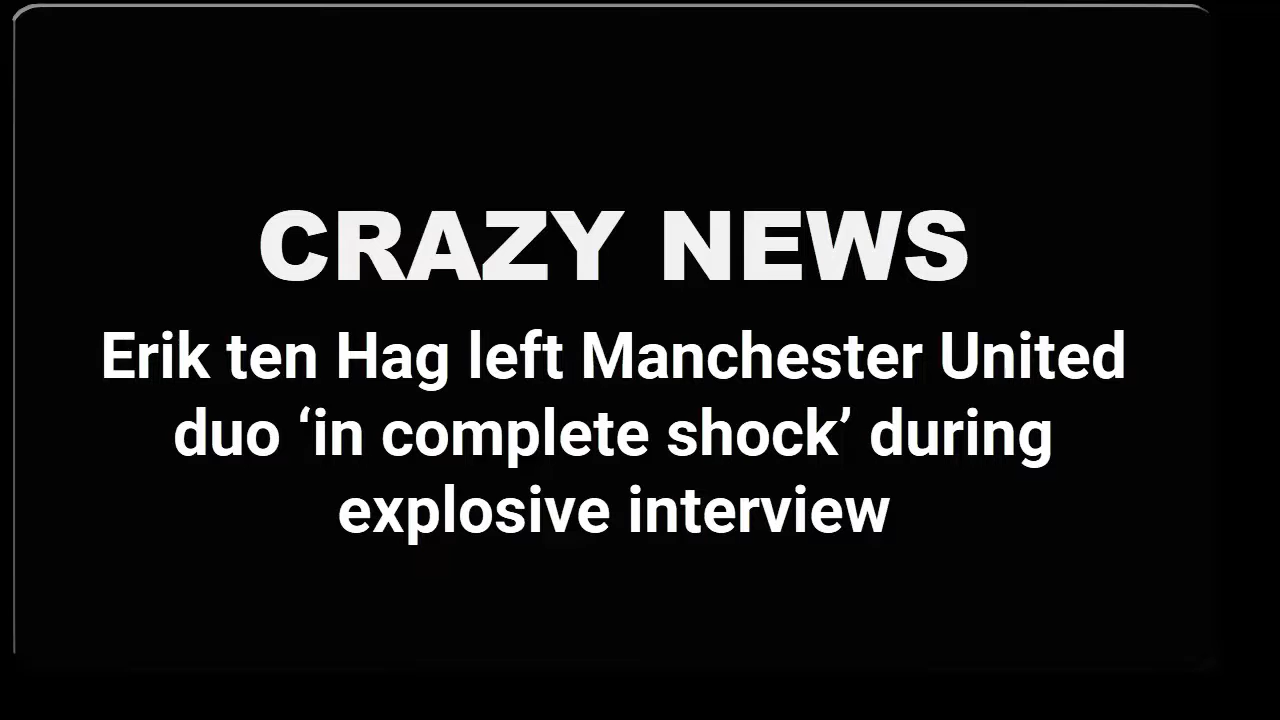 CRAZY NEWS
Erik ten Hag left Manchester United
duo ‘in complete shock’ during
explosive interview